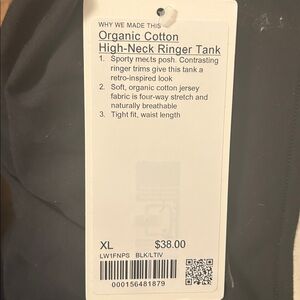 WHY WE MADE THIS
Organic Cotton
High-Neck Ringer Tank
1. Sporty meets posh. Contrasting
ringer trims give this tank a
retro-inspired look
2. Soft, organic cotton jersey
fabric is four-way stretch and
naturally breathable
3. Tight fit, waist length
XL $38.00
LW1FNPS BLK/LTIV
000156481879